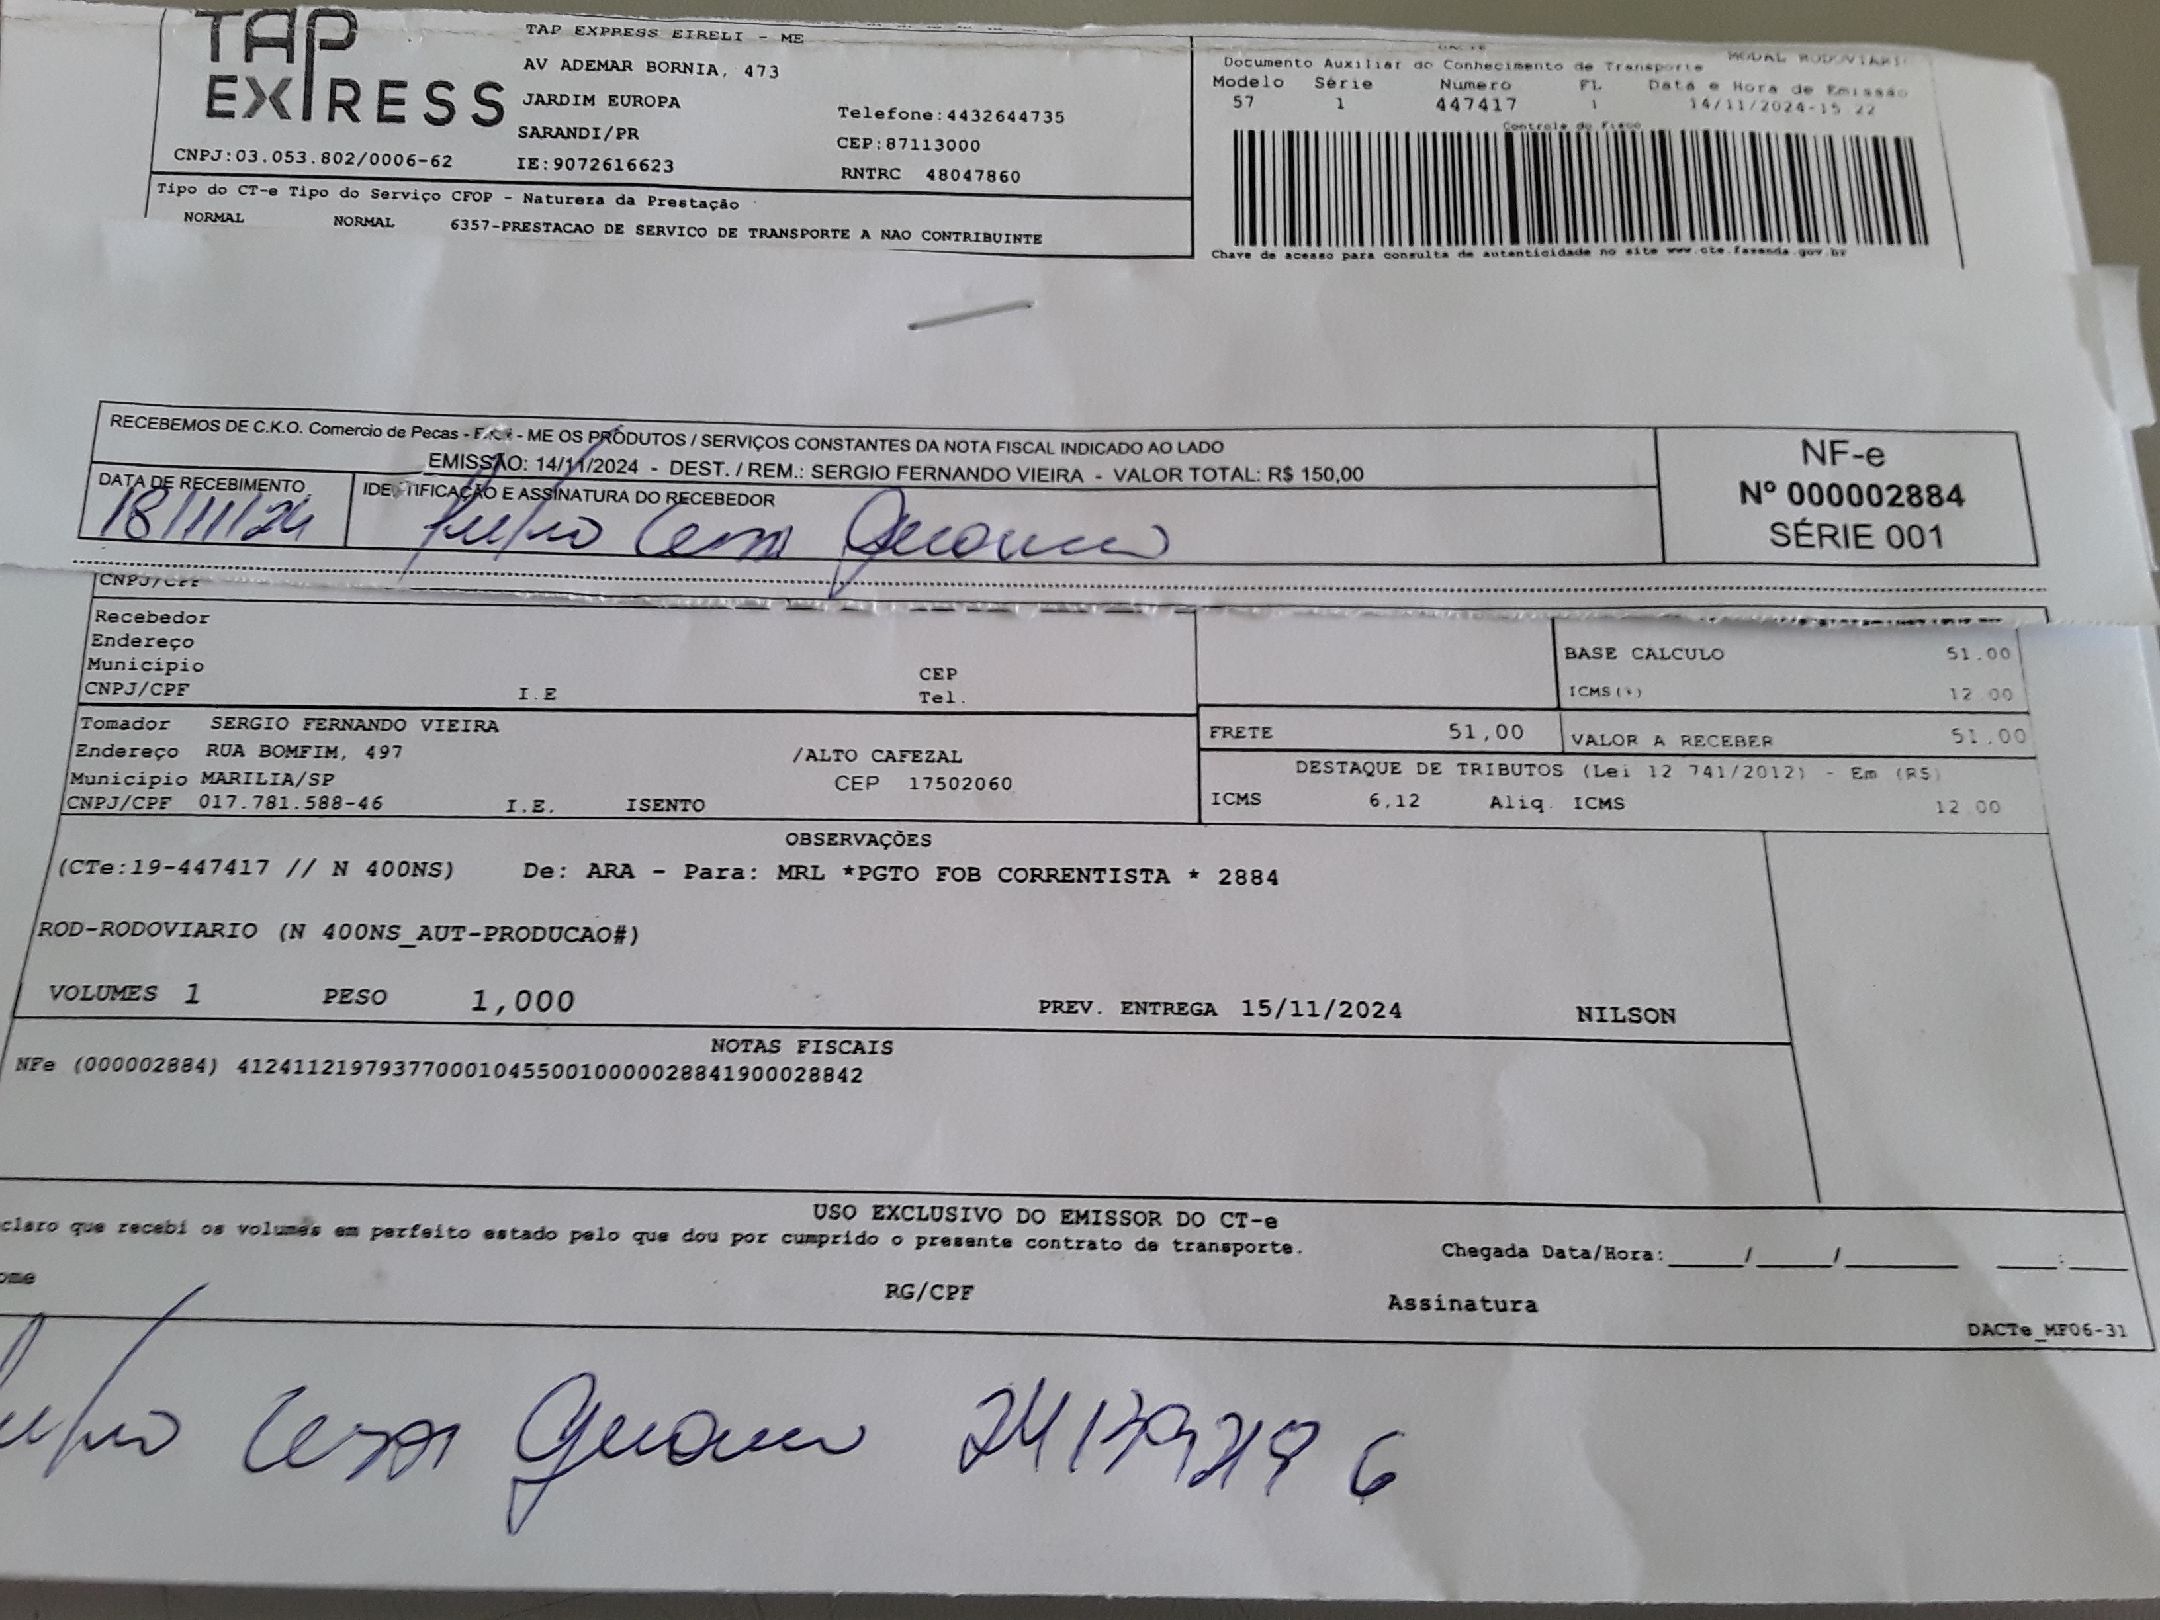 TAP EXPRESS
TAP EXPRESS EIRELI - ME
AV ADEMAR BORNIA, 473
JARDIM EUROPA
SARANDI/PR
CNPJ:03.053.802/0006-62 IE:9072616623
Telefone:4432644735
CEP:87113000
RNTRC 48047860
MODAL RODOVIARIO
Documento Auxiliar do Conhecimento de Transporte
Modelo Série Numero FL Data e Hora de Emissão
57 1 447417 1 14/11/2024-15 22
Controle do Fisco
Chave de acesso para consulta de autenticidade no site www.cte.fazenda.gov.br
Tipo do CT-e Tipo do Serviço CFOP - Natureza da Prestação
NORMAL NORMAL 6357-PRESTACAO DE SERVICO DE TRANSPORTE A NAO CONTRIBUINTE
RECEBEMOS DE C.K.O. Comercio de Pecas - - ME OS PRODUTOS / SERVIÇOS CONSTANTES DA NOTA FISCAL INDICADO AO LADO
EMISSÃO: 14/11/2024 - DEST. / REM.: SERGIO FERNANDO VIEIRA - VALOR TOTAL: R$ 150,00
DATA DE RECEBIMENTO IDENTIFICAÇÃO E ASSINATURA DO RECEBEDOR
18/11/24
NF-e
Nº 000002884
SÉRIE 001
CNPJ/CPF
Recebedor
Endereço
Município CEP
CNPJ/CPF I.E Tel.
BASE CALCULO 51.00
ICMS(%) 12 00
Tomador SERGIO FERNANDO VIEIRA
Endereço RUA BOMFIM, 497 /ALTO CAFEZAL
Municipio MARILIA/SP CEP 17502060
CNPJ/CPF 017.781.588-46 I.E. ISENTO
FRETE 51,00 VALOR A RECEBER 51.00
DESTAQUE DE TRIBUTOS (Lei 12 741/2012) - Em (R$)
ICMS 6,12 Aliq. ICMS 12 00
OBSERVAÇÕES
(CTe:19-447417 // N 400NS) De: ARA - Para: MRL *PGTO FOB CORRENTISTA * 2884
ROD-RODOVIARIO (N 400NS_AUT-PRODUCAO#)
VOLUMES 1 PESO 1,000 PREV. ENTREGA 15/11/2024 NILSON
NOTAS FISCAIS
NFe (000002884) 41241121979377000104550010000028841900028842
USO EXCLUSIVO DO EMISSOR DO CT-e
claro que recebi os volumes em perfeito estado pelo que dou por cumprido o presente contrato de transporte.
Chegada Data/Hora:_____/_____/________ ____:____
ome RG/CPF Assinatura
DACTe_MF06-31